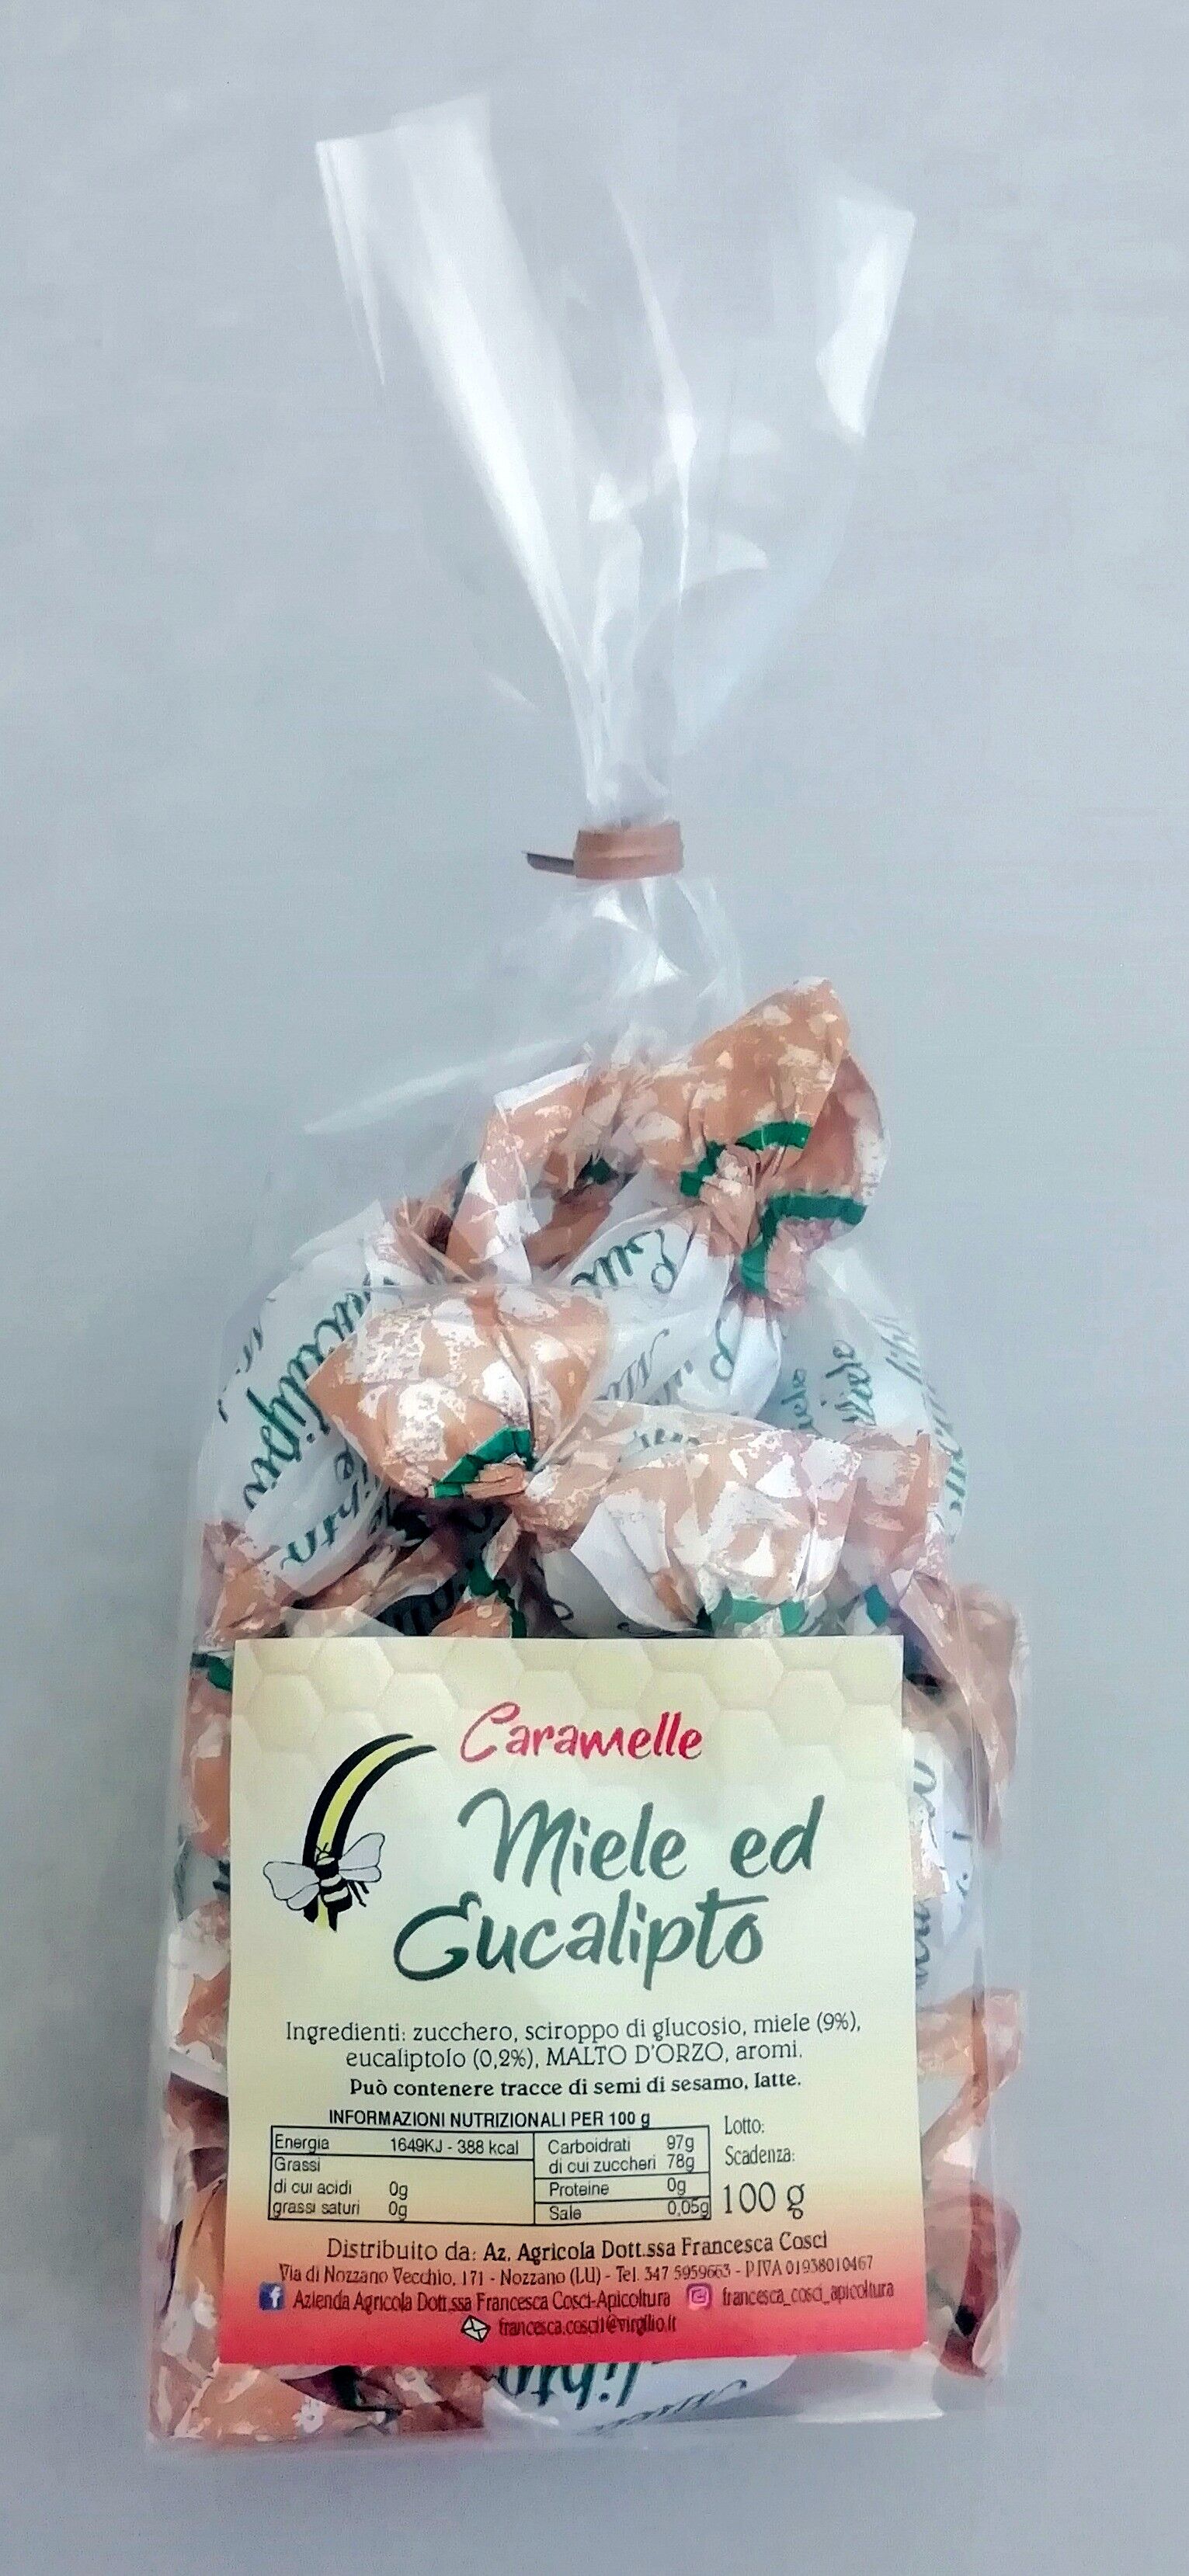 Eucalipto
Miele
Caramelle
Miele ed
Eucalipto
Ingredienti: zucchero, sciroppo di glucosio, miele (9%),
eucaliptolo (0,2%), MALTO D'ORZO, aromi.
Può contenere tracce di semi di sesamo, latte.
INFORMAZIONI NUTRIZIONALI PER 100 g
Energia 1649KJ - 388 kcal
Grassi
di cui acidi 0g
grassi saturi 0g
Carboidrati 97g
di cui zuccheri 78g
Proteine 0g
Sale 0,05g
Lotto:
Scadenza:
100 g
Distribuito da: Az. Agricola Dott.ssa Francesca Cosci
Via di Nozzano Vecchio, 171 - Nozzano (LU) - Tel. 347 5959663 - P.IVA 01938010467
Azienda Agricola Dott.ssa Francesca Cosci-Apicoltura francesca_cosci_apicoltura
francesca.cosci1@virgilio.it